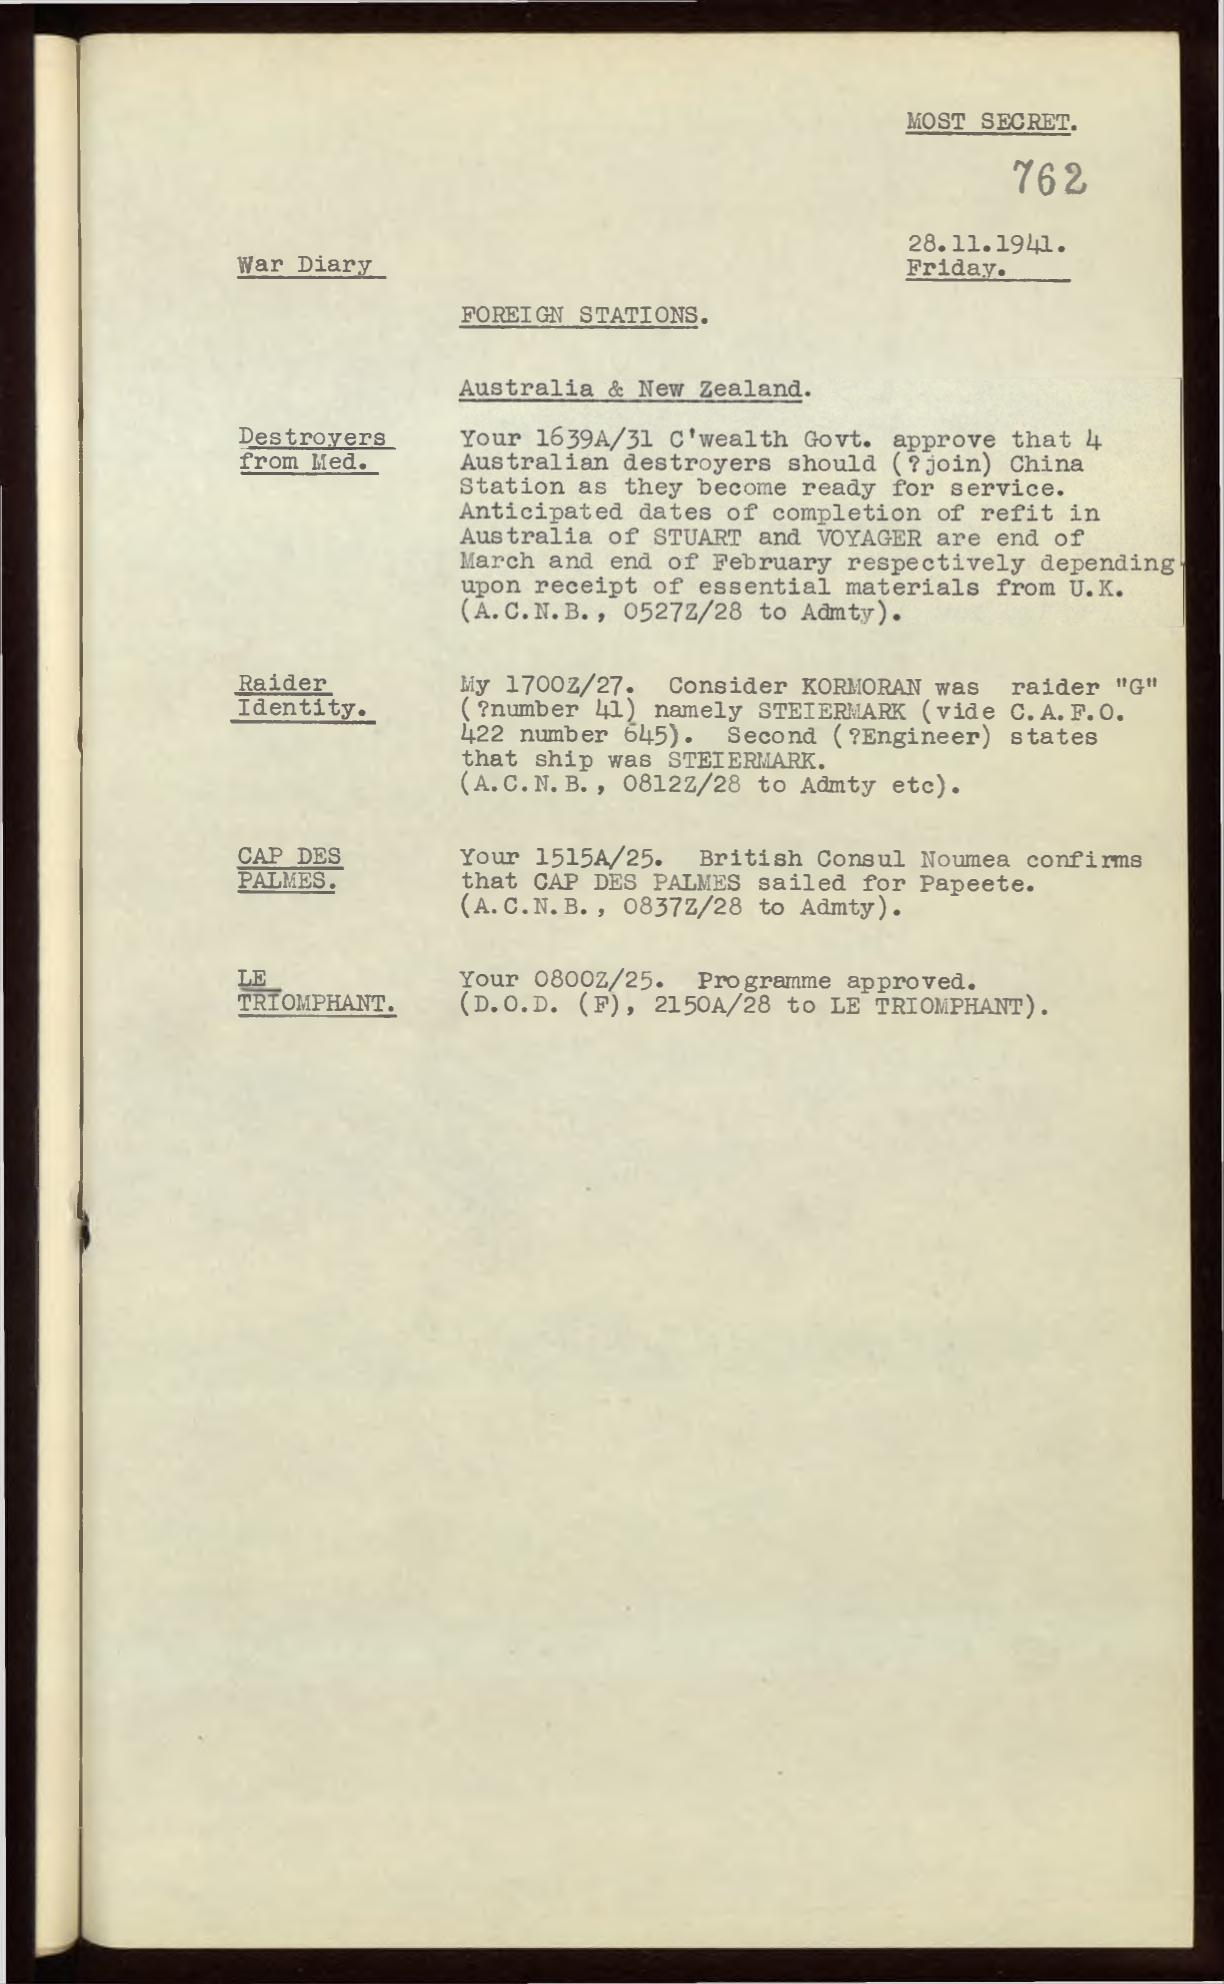 MOST SECRET.
762
28.11.1941.
Friday.
War Diary
FOREIGN STATIONS.
Australia & New Zealand.
Destroyers
from Med.
Your 1639A/31 C'wealth Govt. approve that 4
Australian destroyers should (?join) China
Station as they become ready for service.
Anticipated dates of completion of refit in
Australia of STUART and VOYAGER are end of
March and end of February respectively depending
upon receipt of essential materials from U.K.
(A.C.N.B., 0527Z/28 to Admty).
Raider
Identity.
My 1700Z/27. Consider KORMORAN was raider "G"
(?number 41) namely STEIERMARK (vide C.A.F.O.
422 number 645). Second (?Engineer) states
that ship was STEIERMARK.
(A.C.N.B., 0812Z/28 to Admty etc).
CAP DES
PALMES.
Your 1515A/25. British Consul Noumea confirms
that CAP DES PALMES sailed for Papeete.
(A.C.N.B., 0837Z/28 to Admty).
LE
TRIOMPHANT.
Your 0800Z/25. Programme approved.
(D.O.D. (F), 2150A/28 to LE TRIOMPHANT).